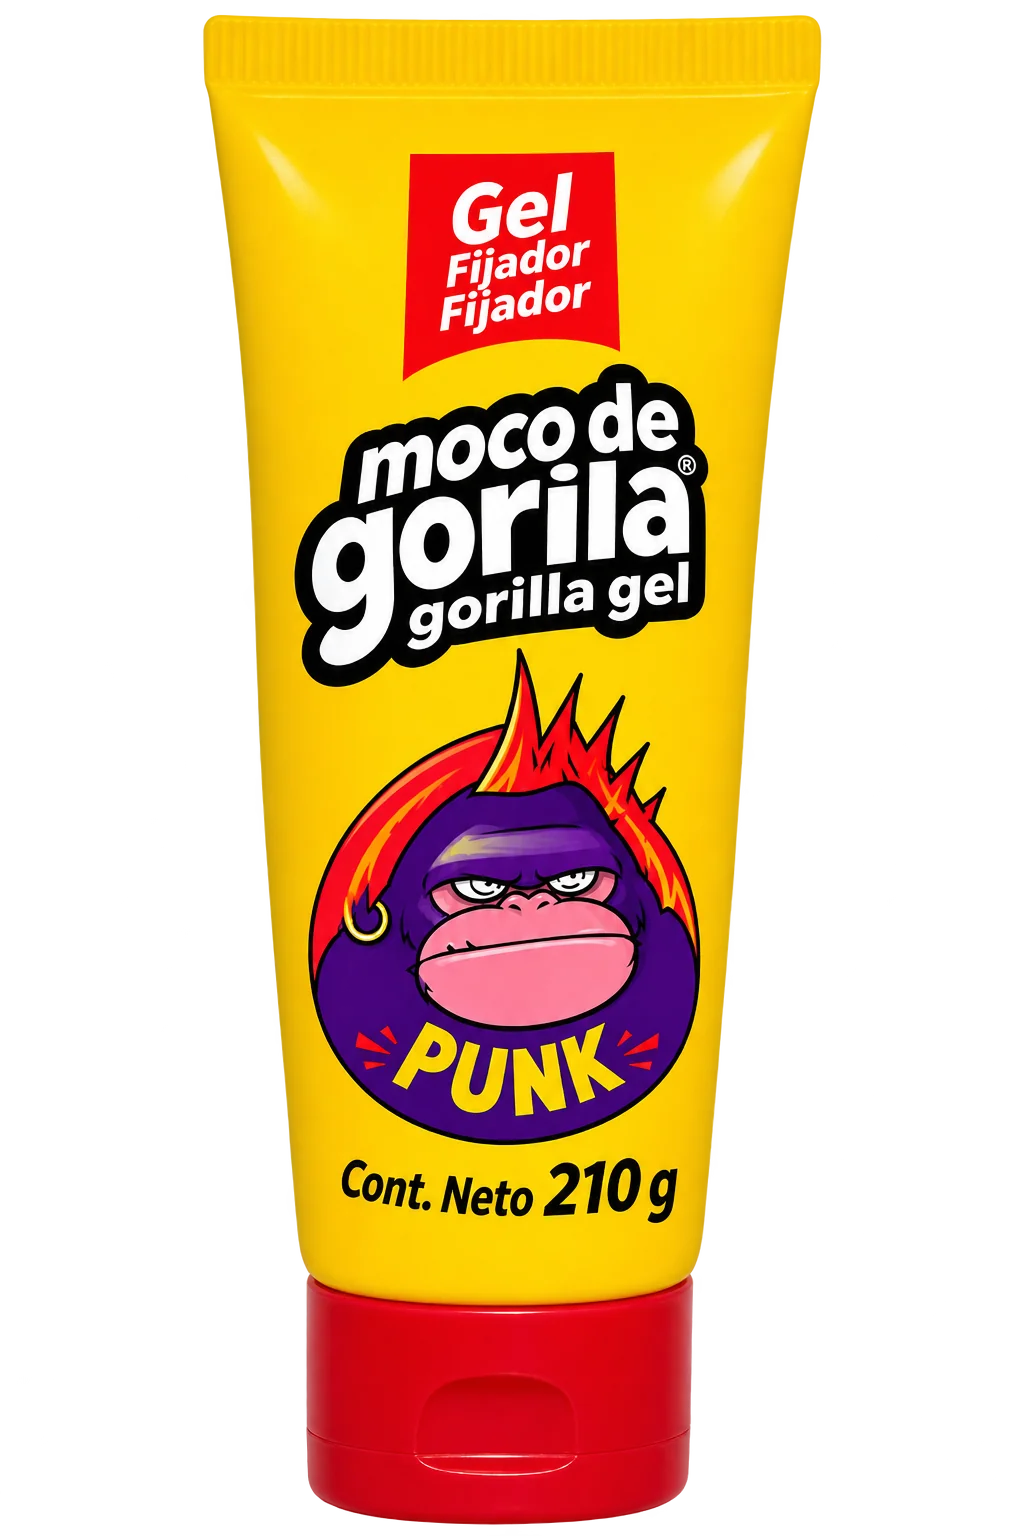 Gel
Fijador
Fijador
moco de
gorila®
gorilla gel
PUNK
Cont. Neto 210 g